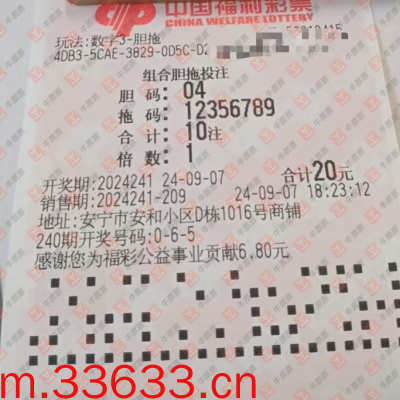 中国福利彩票
CHINA WELFARE LOTTERY
玩法:数字3-胆拖
4DB3-5CAE-3829-0D5C-D2
组合胆拖投注
胆 码: 04
拖 码: 12356789
合 计: 10注
倍 数: 1
开奖期:2024241 24-09-07 合计20元
销售期:2024241-209 24-09-07 18:23:12
地址:安宁市安和小区D栋1016号商铺
240期开奖号码:0-6-5
感谢您为福彩公益事业贡献6.80元
m.33633.cn